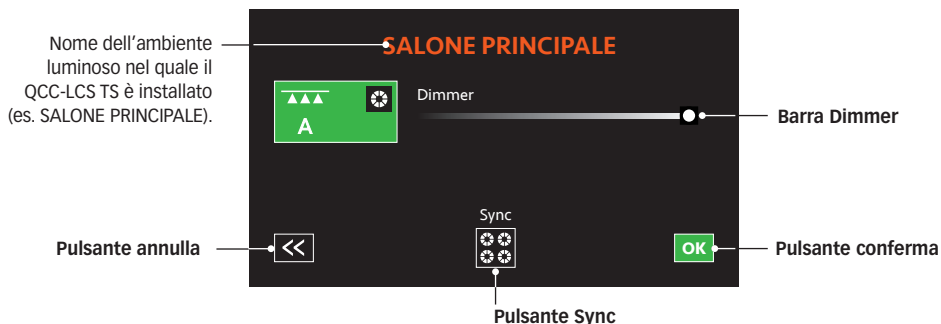 Nome dell'ambiente
luminoso nel quale il
QCC-LCS TS è installato
(es. SALONE PRINCIPALE).
SALONE PRINCIPALE
A
Dimmer
Barra Dimmer
Pulsante annulla
<<
Sync
OK
Pulsante conferma
Pulsante Sync